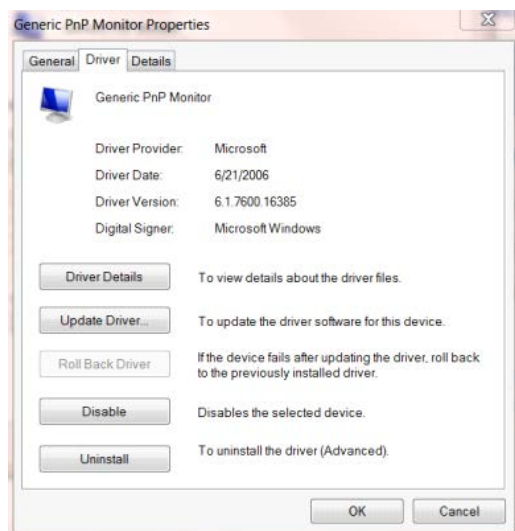 Generic PnP Monitor Properties
General Driver Details
Generic PnP Monitor
Driver Provider: Microsoft
Driver Date: 6/21/2006
Driver Version: 6.1.7600.16385
Digital Signer: Microsoft Windows
Driver Details To view details about the driver files.
Update Driver... To update the driver software for this device.
Roll Back Driver If the device fails after updating the driver, roll back
to the previously installed driver.
Disable Disables the selected device.
Uninstall To uninstall the driver (Advanced).
OK Cancel